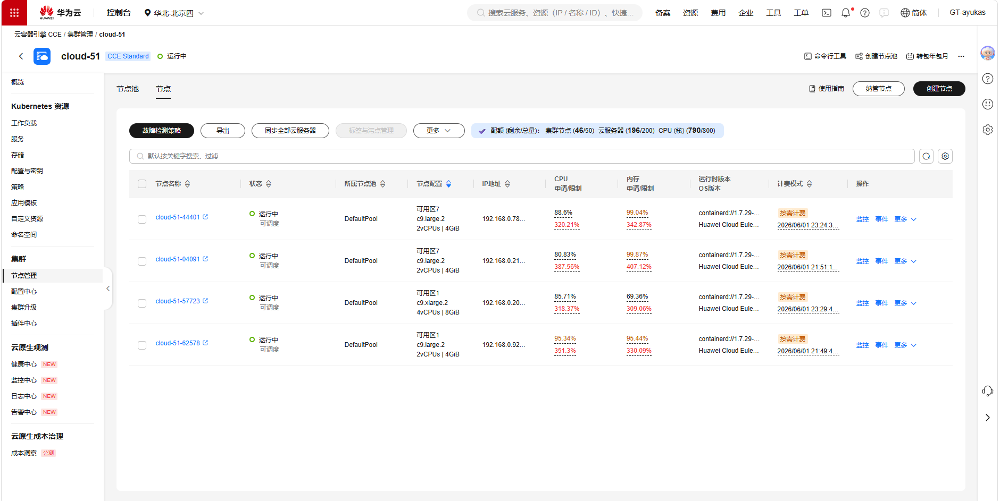 HUAWEI
华为云
控制台
华北-北京四
搜索云服务、资源（IP / 名称 / ID）、快捷...
备案
资源
费用
企业
工具
工单
简体
GT-ayukas
云容器引擎 CCE / 集群管理 / cloud-51
cloud-51
CCE Standard
运行中
命令行工具
创建节点池
转包年包月
概览
Kubernetes 资源
工作负载
服务
存储
配置与密钥
策略
应用模板
自定义资源
命名空间
集群
节点管理
配置中心
集群升级
插件中心
云原生观测
健康中心 NEW
监控中心 NEW
日志中心 NEW
告警中心 NEW
云原生成本治理
成本洞察 公测
节点池
节点
使用指南
纳管节点
创建节点
故障检测策略
导出
同步全部云服务器
标签与污点管理
更多
配额 (剩余/总量)： 集群节点 (46/50) 云服务器 (196/200) CPU (核) (790/800)
默认按关键字搜索、过滤
节点名称
状态
所属节点池
节点配置
IP地址
CPU
申请/限制
内存
申请/限制
运行时版本
OS版本
计费模式
操作
cloud-51-44401
运行中
可调度
DefaultPool
可用区7
c9.large.2
2vCPUs | 4GiB
192.168.0.78...
88.6%
320.21%
99.04%
342.87%
containerd://1.7.29-...
Huawei Cloud Eule...
按需计费
2026/06/01 23:24:3...
监控 事件 更多
cloud-51-04091
运行中
可调度
DefaultPool
可用区7
c9.large.2
2vCPUs | 4GiB
192.168.0.21...
80.83%
387.56%
99.87%
407.12%
containerd://1.7.29-...
Huawei Cloud Eule...
按需计费
2026/06/01 21:51:1...
监控 事件 更多
cloud-51-57723
运行中
可调度
DefaultPool
可用区1
c9.xlarge.2
4vCPUs | 8GiB
192.168.0.20...
85.71%
318.37%
69.36%
309.06%
containerd://1.7.29-...
Huawei Cloud Eule...
按需计费
2026/06/01 23:29:4...
监控 事件 更多
cloud-51-62578
运行中
可调度
DefaultPool
可用区1
c9.large.2
2vCPUs | 4GiB
192.168.0.92...
95.34%
351.3%
95.44%
330.09%
containerd://1.7.29-...
Huawei Cloud Eule...
按需计费
2026/06/01 21:49:4...
监控 事件 更多